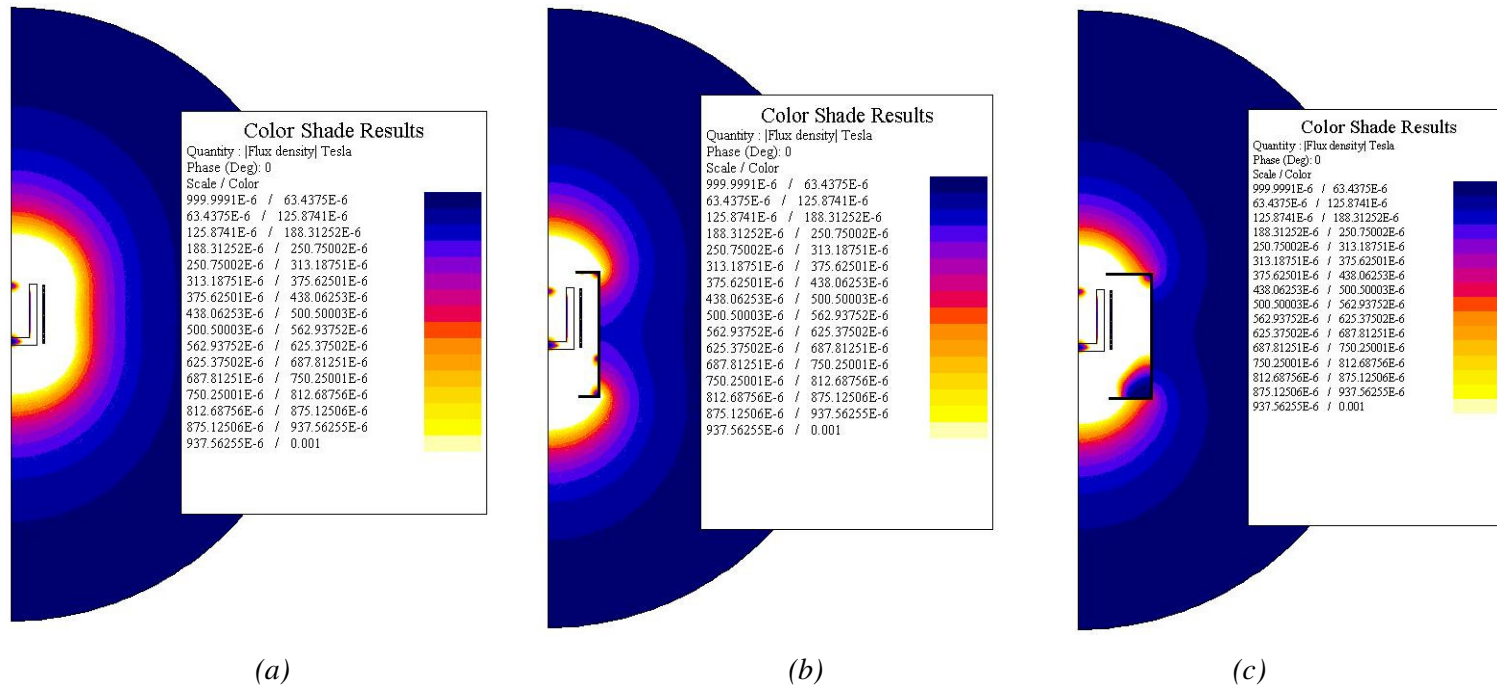 Color Shade Results
Quantity : |Flux density| Tesla
Phase (Deg): 0
Scale / Color
999.9991E-6 / 63.4375E-6
63.4375E-6 / 125.8741E-6
125.8741E-6 / 188.31252E-6
188.31252E-6 / 250.75002E-6
250.75002E-6 / 313.18751E-6
313.18751E-6 / 375.62501E-6
375.62501E-6 / 438.06253E-6
438.06253E-6 / 500.50003E-6
500.50003E-6 / 562.93752E-6
562.93752E-6 / 625.37502E-6
625.37502E-6 / 687.81251E-6
687.81251E-6 / 750.25001E-6
750.25001E-6 / 812.68756E-6
812.68756E-6 / 875.12506E-6
875.12506E-6 / 937.56255E-6
937.56255E-6 / 0.001
(a)
Color Shade Results
Quantity : |Flux density| Tesla
Phase (Deg): 0
Scale / Color
999.9991E-6 / 63.4375E-6
63.4375E-6 / 125.8741E-6
125.8741E-6 / 188.31252E-6
188.31252E-6 / 250.75002E-6
250.75002E-6 / 313.18751E-6
313.18751E-6 / 375.62501E-6
375.62501E-6 / 438.06253E-6
438.06253E-6 / 500.50003E-6
500.50003E-6 / 562.93752E-6
562.93752E-6 / 625.37502E-6
625.37502E-6 / 687.81251E-6
687.81251E-6 / 750.25001E-6
750.25001E-6 / 812.68756E-6
812.68756E-6 / 875.12506E-6
875.12506E-6 / 937.56255E-6
937.56255E-6 / 0.001
(b)
Color Shade Results
Quantity : |Flux density| Tesla
Phase (Deg): 0
Scale / Color
999.9991E-6 / 63.4375E-6
63.4375E-6 / 125.8741E-6
125.8741E-6 / 188.31252E-6
188.31252E-6 / 250.75002E-6
250.75002E-6 / 313.18751E-6
313.18751E-6 / 375.62501E-6
375.62501E-6 / 438.06253E-6
438.06253E-6 / 500.50003E-6
500.50003E-6 / 562.93752E-6
562.93752E-6 / 625.37502E-6
625.37502E-6 / 687.81251E-6
687.81251E-6 / 750.25001E-6
750.25001E-6 / 812.68756E-6
812.68756E-6 / 875.12506E-6
875.12506E-6 / 937.56255E-6
937.56255E-6 / 0.001
(c)